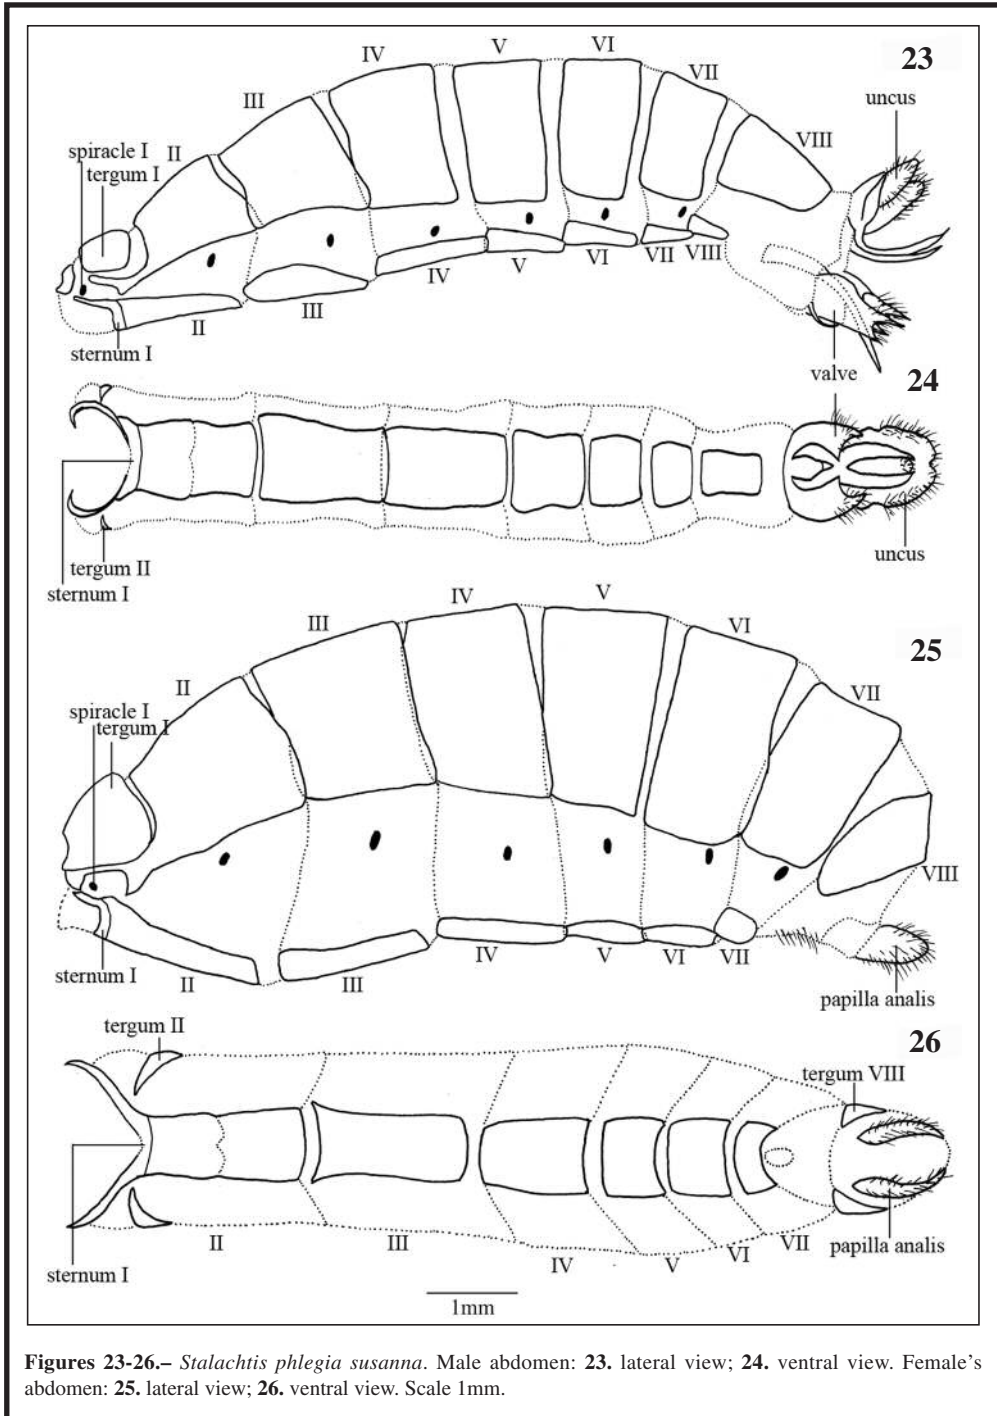 IV
V
VI
23
VII
uncus
III
VIII
spiracle I
II
tergum I
IV
V
VI
VII
VIII
III
II
sternum I
valve
24
tergum II
uncus
sternum I
IV
V
III
VI
25
II
VII
spiracle I
tergum I
VIII
IV
V
VI
VII
sternum I
II
III
papilla analis
tergum II
26
tergum VIII
II
III
IV
V
VI
VII
papilla analis
sternum I
1mm
Figures 23-26.– Stalachtis phlegia susanna. Male abdomen: 23. lateral view; 24. ventral view. Female's
abdomen: 25. lateral view; 26. ventral view. Scale 1mm.